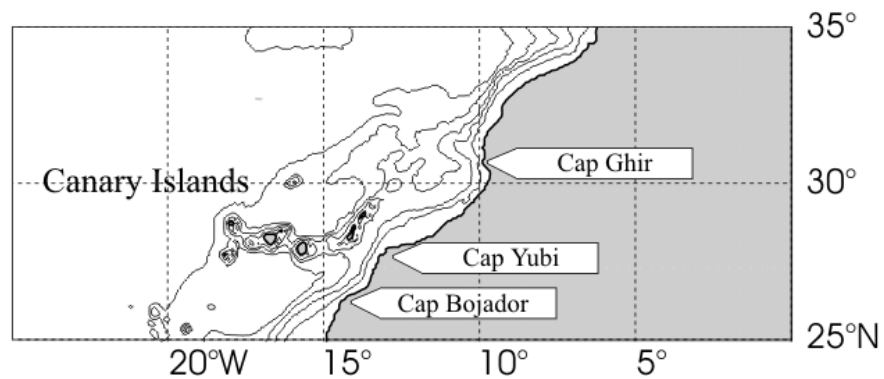 35°
Cap Ghir
Canary Islands
30°
Cap Yubi
Cap Bojador
25°N
20°W 15° 10° 5°